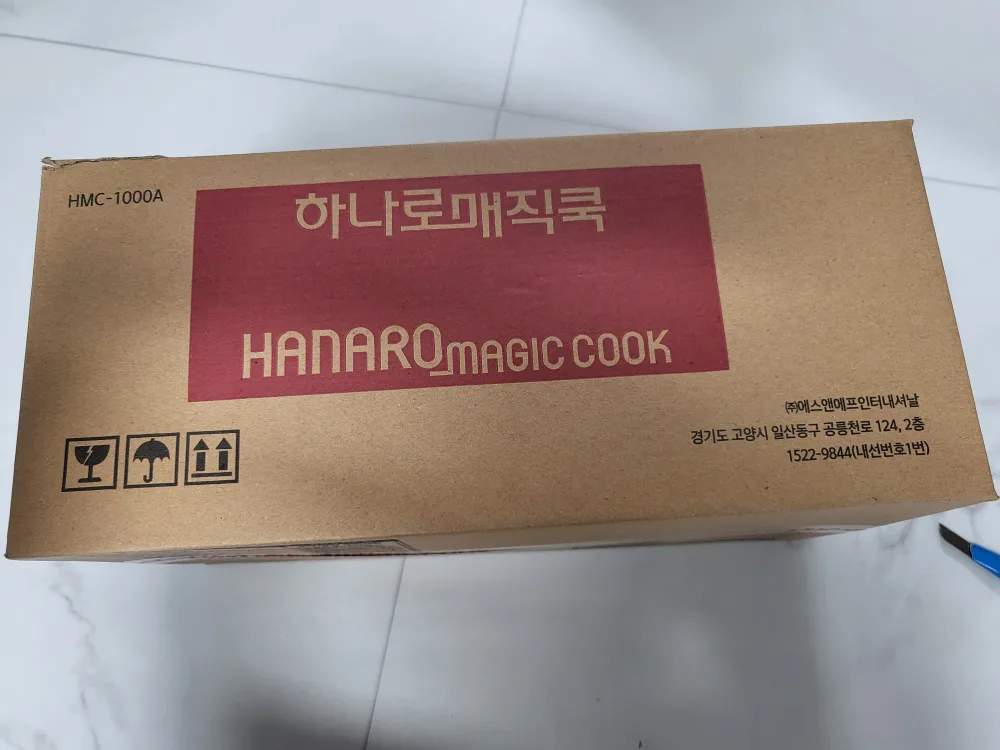 HMC-1000A
하나로매직쿡
HANARO MAGIC COOK
㈜에스앤에프인터내셔날
경기도 고양시 일산동구 공릉천로 124, 2층
1522-9844(내선번호1번)